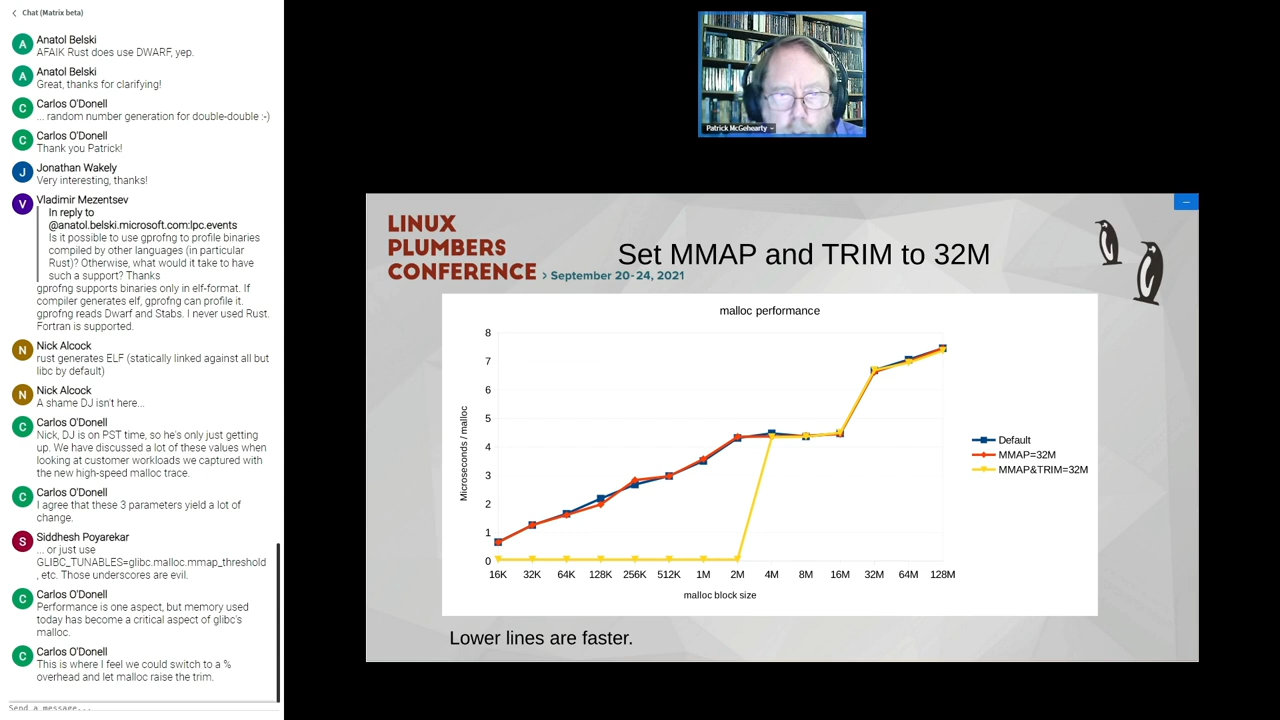 Chat (Matrix beta)
A
Anatol Belski
AFAIK Rust does use DWARF, yep.
A
Anatol Belski
Great, thanks for clarifying!
C
Carlos O'Donell
... random number generation for double-double :-)
C
Carlos O'Donell
Thank you Patrick!
J
Jonathan Wakely
Very interesting, thanks!
V
Vladimir Mezentsev
In reply to
@anatol.belski.microsoft.com:lpc.events
Is it possible to use gprofng to profile binaries
compiled by other languages (in particular
Rust)? Otherwise, what would it take to have
such a support? Thanks
gprofng supports binaries only in elf-format. If
compiler generates elf, gprofng can profile it.
gprofng reads Dwarf and Stabs. I never used Rust.
Fortran is supported.
N
Nick Alcock
rust generates ELF (statically linked against all but
libc by default)
N
Nick Alcock
A shame DJ isn't here...
C
Carlos O'Donell
Nick, DJ is on PST time, so he's only just getting
up. We have discussed a lot of these values when
looking at customer workloads we captured with
the new high-speed malloc trace.
C
Carlos O'Donell
I agree that these 3 parameters yield a lot of
change.
S
Siddhesh Poyarekar
... or just use
GLIBC_TUNABLES=glibc.malloc.mmap_threshold
, etc. Those underscores are evil.
C
Carlos O'Donell
Performance is one aspect, but memory used
today has become a critical aspect of glibc's
malloc.
C
Carlos O'Donell
This is where I feel we could switch to a %
overhead and let malloc raise the trim.
Send a message...
Patrick McGehearty
LINUX
PLUMBERS
CONFERENCE > September 20-24, 2021
Set MMAP and TRIM to 32M
malloc performance
8
7
6
5
4
3
2
1
0
Microseconds / malloc
16K 32K 64K 128K 256K 512K 1M 2M 4M 8M 16M 32M 64M 128M
malloc block size
Default
MMAP=32M
MMAP&TRIM=32M
Lower lines are faster.